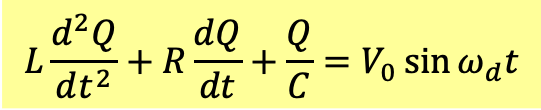 L d²Q/dt² + R dQ/dt + Q/C = V₀ sin ω_d t